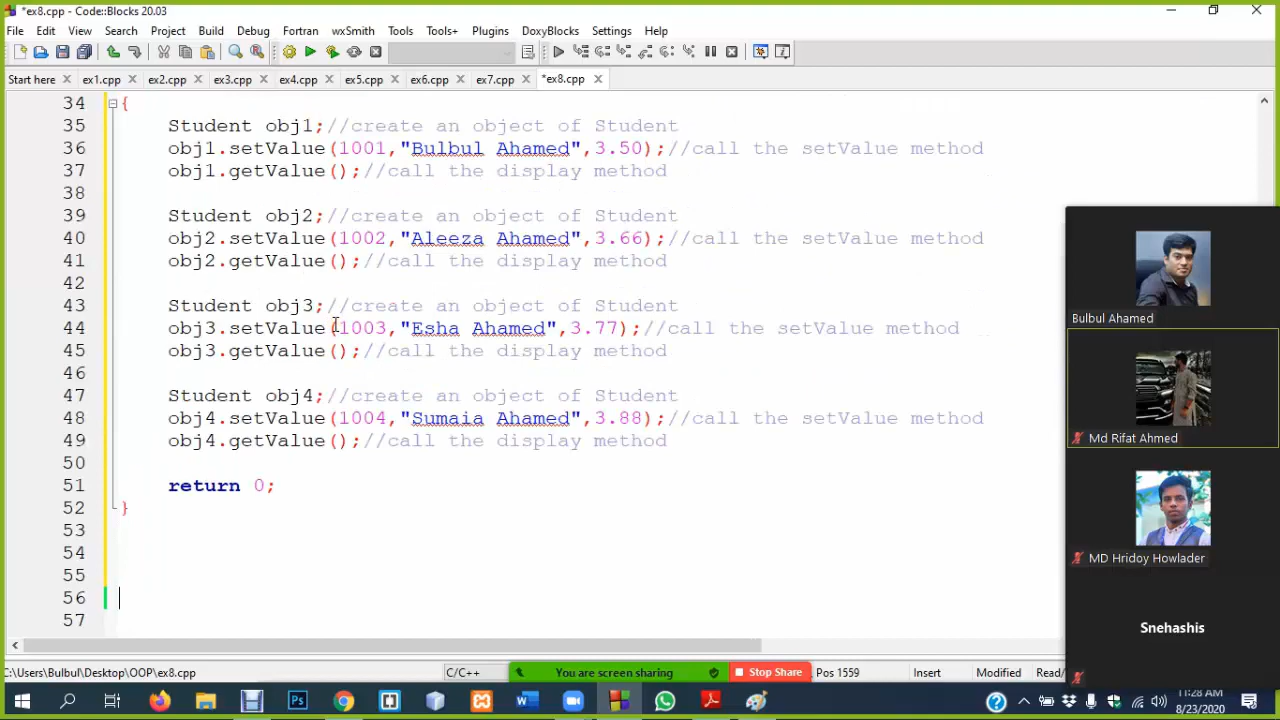 *ex8.cpp - Code::Blocks 20.03
File Edit View Search Project Build Debug Fortran wxSmith Tools Tools+ Plugins DoxyBlocks Settings Help
Start here ex1.cpp ex2.cpp ex3.cpp ex4.cpp ex5.cpp ex6.cpp ex7.cpp *ex8.cpp
34 {
35 Student obj1;//create an object of Student
36 obj1.setValue(1001,"Bulbul Ahamed",3.50);//call the setValue method
37 obj1.getValue();//call the display method
38
39 Student obj2;//create an object of Student
40 obj2.setValue(1002,"Aleeza Ahamed",3.66);//call the setValue method
41 obj2.getValue();//call the display method
42
43 Student obj3;//create an object of Student
44 obj3.setValue(1003,"Esha Ahamed",3.77);//call the setValue method
45 obj3.getValue();//call the display method
46
47 Student obj4;//create an object of Student
48 obj4.setValue(1004,"Sumaia Ahamed",3.88);//call the setValue method
49 obj4.getValue();//call the display method
50
51 return 0;
52 }
53
54
55
56
57
Bulbul Ahamed
Md Rifat Ahmed
MD Hridoy Howlader
Snehashis
C:\Users\Bulbul\Desktop\OOP\ex8.cpp C/C++ You are screen sharing Stop Share Pos 1559 Insert Modified Read/
11:28 AM
8/23/2020